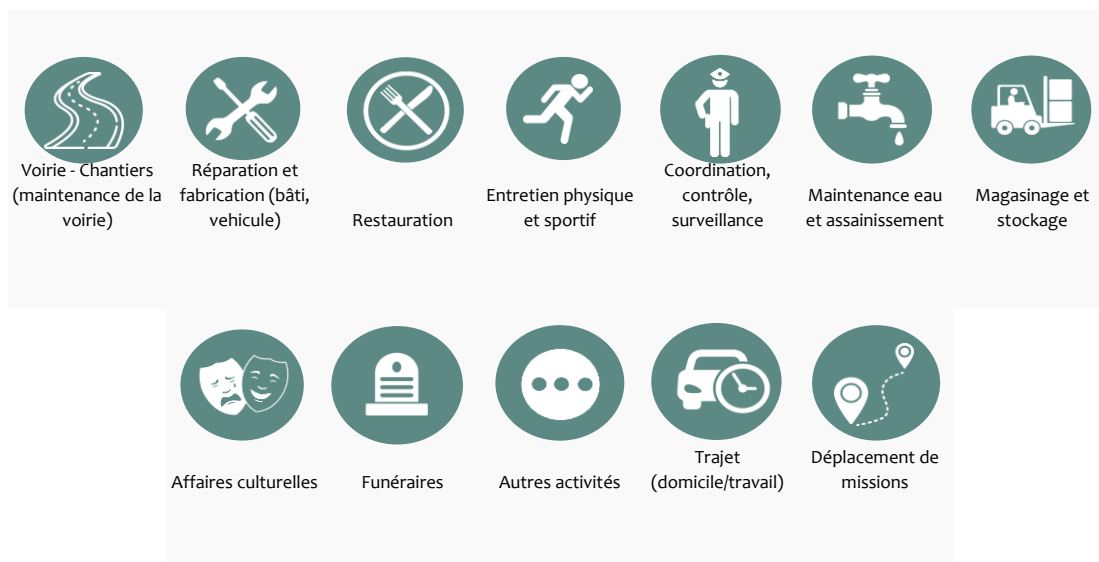 Voirie - Chantiers
(maintenance de la
voirie)
Réparation et
fabrication (bâti,
vehicule)
Restauration
Entretien physique
et sportif
Coordination,
contrôle,
surveillance
Maintenance eau
et assainissement
Magasinage et
stockage
Affaires culturelles
Funéraires
Autres activités
Trajet
(domicile/travail)
Déplacement de
missions